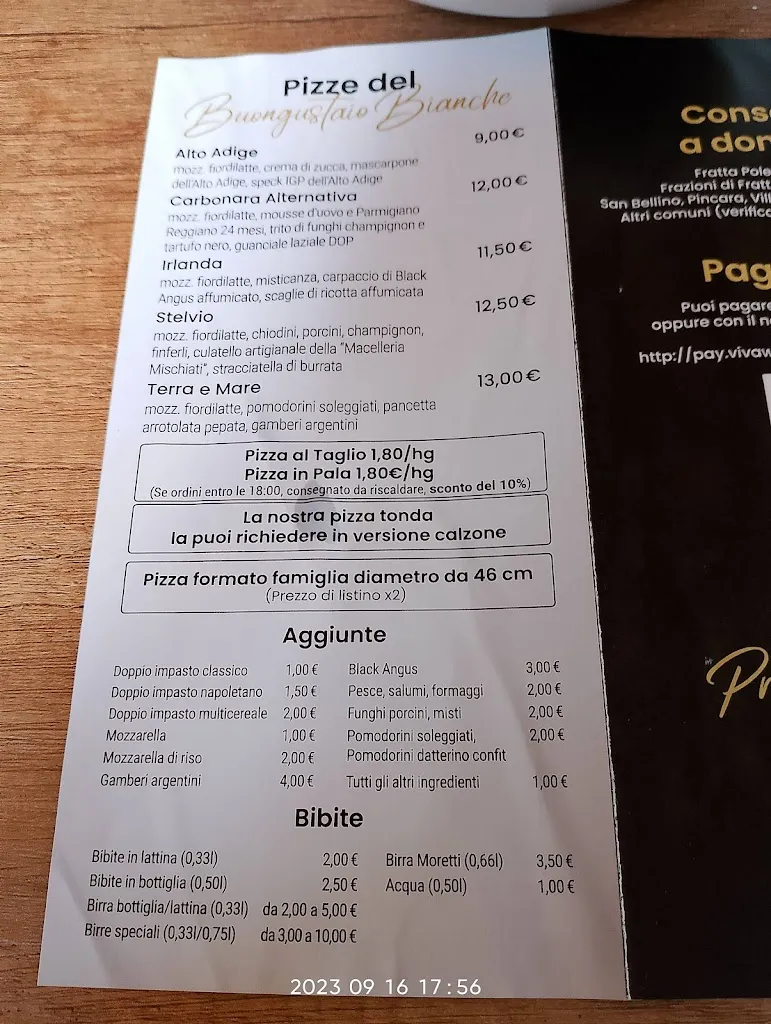 Pizze del
Buongustaio Bianche
Alto Adige 9,00€
mozz. fiordilatte, crema di zucca, mascarpone
dell'Alto Adige, speck IGP dell'Alto Adige
Carbonara Alternativa 12,00€
mozz. fiordilatte, mousse d'uovo e Parmigiano
Reggiano 24 mesi, trito di funghi champignon e
tartufo nero, guanciale laziale DOP
Irlanda 11,50€
mozz. fiordilatte, misticanza, carpaccio di Black
Angus affumicato, scaglie di ricotta affumicata
Stelvio 12,50€
mozz. fiordilatte, chiodini, porcini, champignon,
finferli, culatello artigianale della "Macelleria
Mischiati", stracciatella di burrata
Terra e Mare 13,00€
mozz. fiordilatte, pomodorini soleggiati, pancetta
arrotolata pepata, gamberi argentini
Pizza al Taglio 1,80/hg
Pizza in Pala 1,80€/hg
(Se ordini entro le 18:00, consegnato da riscaldare, sconto del 10%)
La nostra pizza tonda
la puoi richiedere in versione calzone
Pizza formato famiglia diametro da 46 cm
(Prezzo di listino x2)
Aggiunte
Doppio impasto classico 1,00 €
Doppio impasto napoletano 1,50 €
Doppio impasto multicereale 2,00 €
Mozzarella 1,00 €
Mozzarella di riso 2,00 €
Gamberi argentini 4,00 €
Black Angus 3,00 €
Pesce, salumi, formaggi 2,00 €
Funghi porcini, misti 2,00 €
Pomodorini soleggiati, 2,00 €
Pomodorini datterino confit
Tutti gli altri ingredienti 1,00 €
Bibite
Bibite in lattina (0,33l) 2,00 €
Bibite in bottiglia (0,50l) 2,50 €
Birra bottiglia/lattina (0,33l) da 2,00 a 5,00 €
Birre speciali (0,33l/0,75l) da 3,00 a 10,00 €
Birra Moretti (0,66l) 3,50 €
Acqua (0,50l) 1,00 €
Cons
a dom
Fratta Pole
Frazioni di Fratt
San Bellino, Pincara, Vill
Altri comuni (verific
Pag
Puoi pagare
oppure con il n
http://pay.vivaw
Pr
2023 09 16 17:56